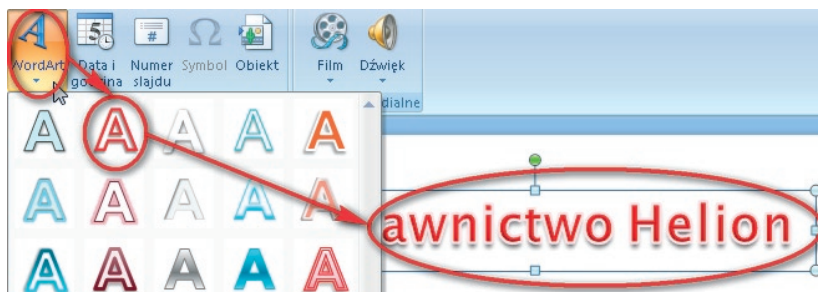 WordArt Data i godzina Numer slajdu Symbol Obiekt Film Dźwięk
dialne
A A A A A
A A A A A
A A A A A
awnictwo Helion